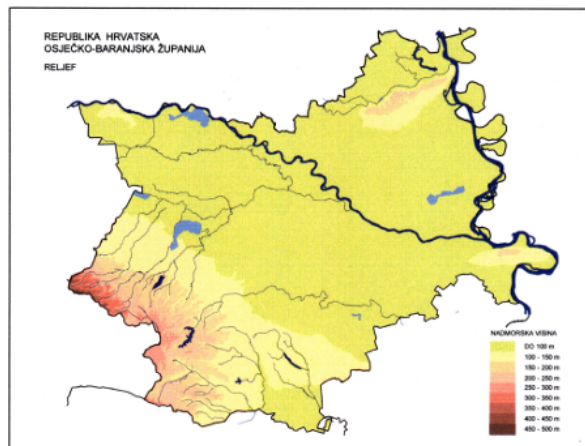 REPUBLIKA HRVATSKA
OSJEČKO-BARANJSKA ŽUPANIJA
RELJEF
NADMORSKA VISINA
DO 100 m
100 - 150 m
150 - 200 m
200 - 250 m
250 - 300 m
300 - 350 m
350 - 400 m
400 - 450 m
450 - 500 m